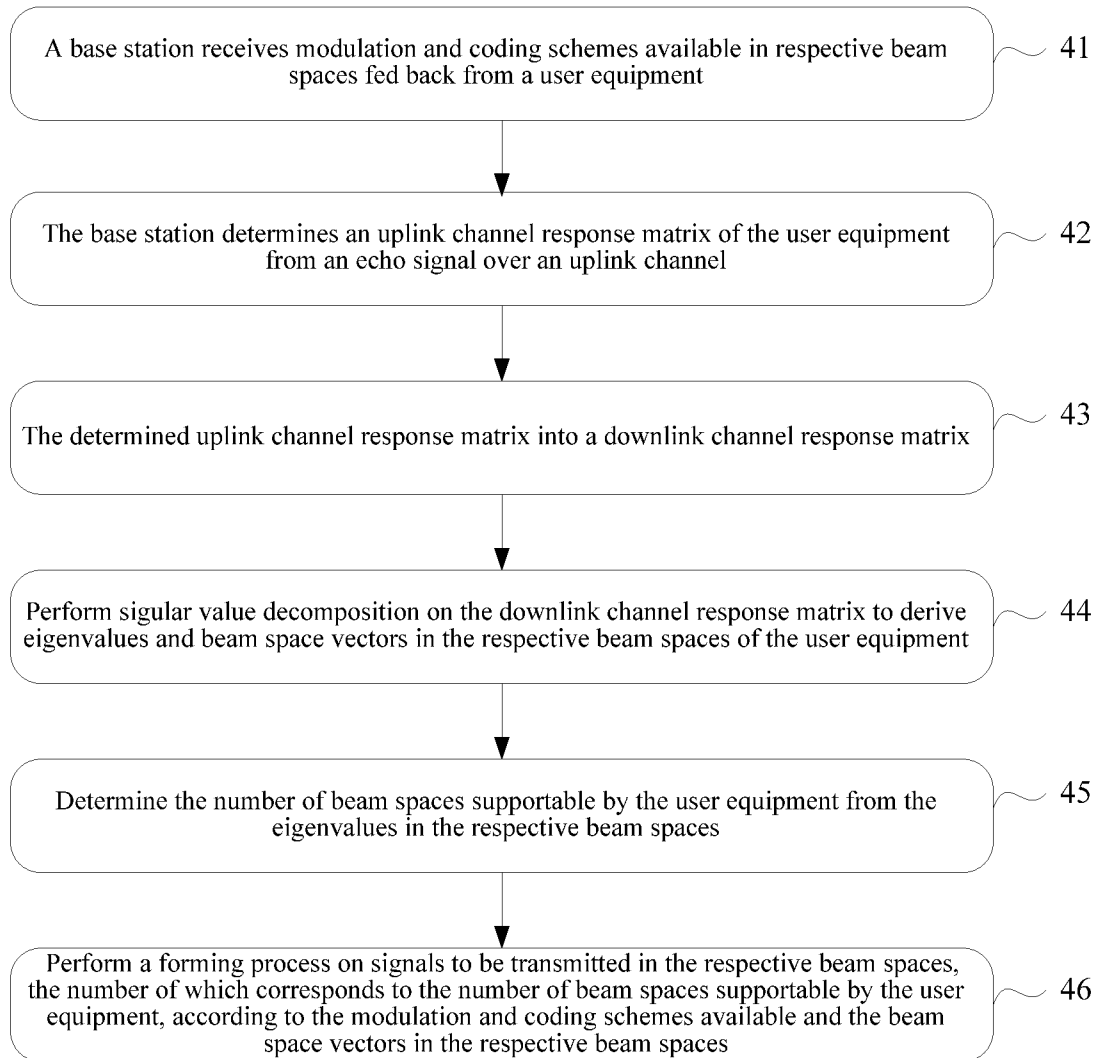 A base station receives modulation and coding schemes available in respective beam
spaces fed back from a user equipment
41
The base station determines an uplink channel response matrix of the user equipment
from an echo signal over an uplink channel
42
The determined uplink channel response matrix into a downlink channel response matrix
43
Perform sigular value decomposition on the downlink channel response matrix to derive
eigenvalues and beam space vectors in the respective beam spaces of the user equipment
44
Determine the number of beam spaces supportable by the user equipment from the
eigenvalues in the respective beam spaces
45
Perform a forming process on signals to be transmitted in the respective beam spaces,
the number of which corresponds to the number of beam spaces supportable by the user
equipment, according to the modulation and coding schemes available and the beam
space vectors in the respective beam spaces
46